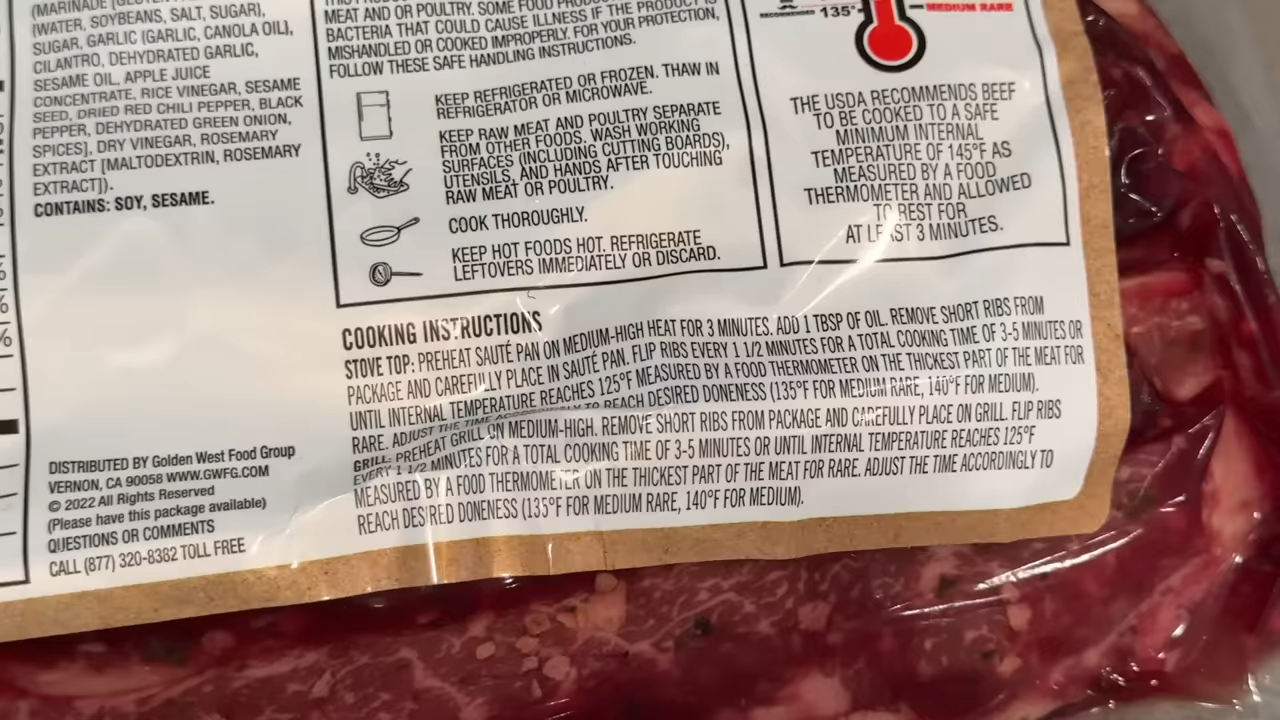 (MARINADE
(WATER, SOYBEANS, SALT, SUGAR),
SUGAR, GARLIC (GARLIC, CANOLA OIL),
CILANTRO, DEHYDRATED GARLIC,
SESAME OIL, APPLE JUICE
CONCENTRATE, RICE VINEGAR, SESAME
SEED, DRIED RED CHILI PEPPER, BLACK
PEPPER, DEHYDRATED GREEN ONION,
SPICES], DRY VINEGAR, ROSEMARY
EXTRACT [MALTODEXTRIN, ROSEMARY
EXTRACT]).
CONTAINS: SOY, SESAME.
MEAT AND OR POULTRY. SOME FOOD
BACTERIA THAT COULD CAUSE ILLNESS IF THE PRODUCT IS
MISHANDLED OR COOKED IMPROPERLY. FOR YOUR PROTECTION,
FOLLOW THESE SAFE HANDLING INSTRUCTIONS.
KEEP REFRIGERATED OR FROZEN. THAW IN
REFRIGERATOR OR MICROWAVE.
KEEP RAW MEAT AND POULTRY SEPARATE
FROM OTHER FOODS. WASH WORKING
SURFACES (INCLUDING CUTTING BOARDS),
UTENSILS, AND HANDS AFTER TOUCHING
RAW MEAT OR POULTRY.
COOK THOROUGHLY.
KEEP HOT FOODS HOT. REFRIGERATE
LEFTOVERS IMMEDIATELY OR DISCARD.
RECOMMENDED 135° MEDIUM RARE
THE USDA RECOMMENDS BEEF
TO BE COOKED TO A SAFE
MINIMUM INTERNAL
TEMPERATURE OF 145°F AS
MEASURED BY A FOOD
THERMOMETER AND ALLOWED
TO REST FOR
AT LEAST 3 MINUTES.
COOKING INSTRUCTIONS
STOVE TOP: PREHEAT SAUTÉ PAN ON MEDIUM-HIGH HEAT FOR 3 MINUTES. ADD 1 TBSP OF OIL. REMOVE SHORT RIBS FROM
PACKAGE AND CAREFULLY PLACE IN SAUTÉ PAN. FLIP RIBS EVERY 1 1/2 MINUTES FOR A TOTAL COOKING TIME OF 3-5 MINUTES OR
UNTIL INTERNAL TEMPERATURE REACHES 125°F MEASURED BY A FOOD THERMOMETER ON THE THICKEST PART OF THE MEAT FOR
RARE. ADJUST THE TIME ACCORDINGLY TO REACH DESIRED DONENESS (135°F FOR MEDIUM RARE, 140°F FOR MEDIUM).
GRILL: PREHEAT GRILL ON MEDIUM-HIGH. REMOVE SHORT RIBS FROM PACKAGE AND CAREFULLY PLACE ON GRILL. FLIP RIBS
EVERY 1 1/2 MINUTES FOR A TOTAL COOKING TIME OF 3-5 MINUTES OR UNTIL INTERNAL TEMPERATURE REACHES 125°F
MEASURED BY A FOOD THERMOMETER ON THE THICKEST PART OF THE MEAT FOR RARE. ADJUST THE TIME ACCORDINGLY TO
REACH DESIRED DONENESS (135°F FOR MEDIUM RARE, 140°F FOR MEDIUM).
DISTRIBUTED BY Golden West Food Group
VERNON, CA 90058 WWW.GWFG.COM
© 2022 All Rights Reserved
(Please have this package available)
QUESTIONS OR COMMENTS
CALL (877) 320-8382 TOLL FREE